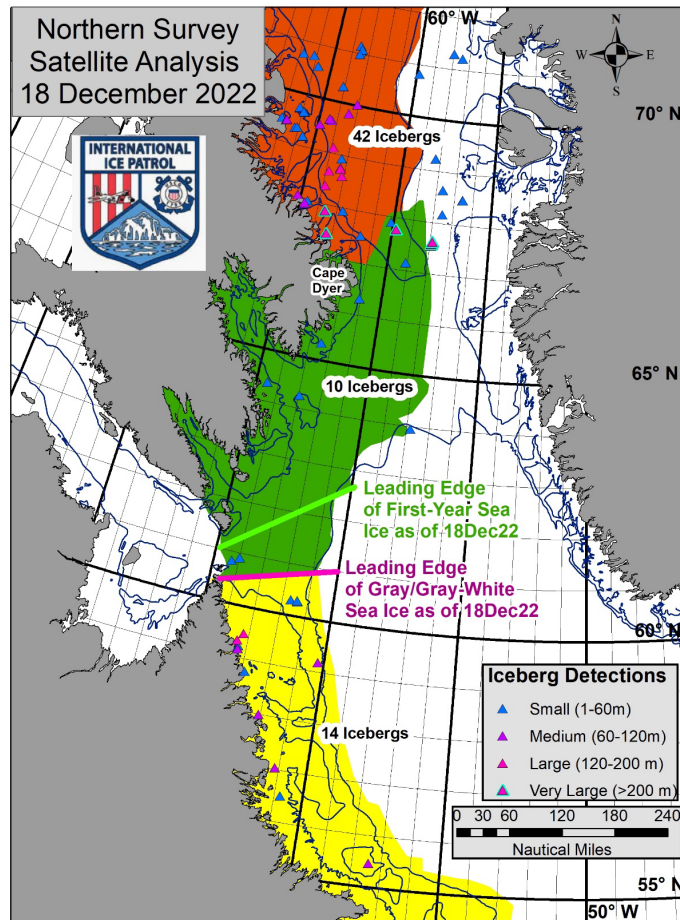 Northern Survey
Satellite Analysis
18 December 2022
60° W
N
W
E
S
70° N
INTERNATIONAL
ICE PATROL
42 Icebergs
Cape
Dyer
65° N
10 Icebergs
Leading Edge
of First-Year Sea
Ice as of 18Dec22
Leading Edge
of Gray/Gray-White
Sea Ice as of 18Dec22
60° N
14 Icebergs
Iceberg Detections
Small (1-60m)
Medium (60-120m)
Large (120-200 m)
Very Large (>200 m)
0 30 60 120 180 240
Nautical Miles
55° N
50° W